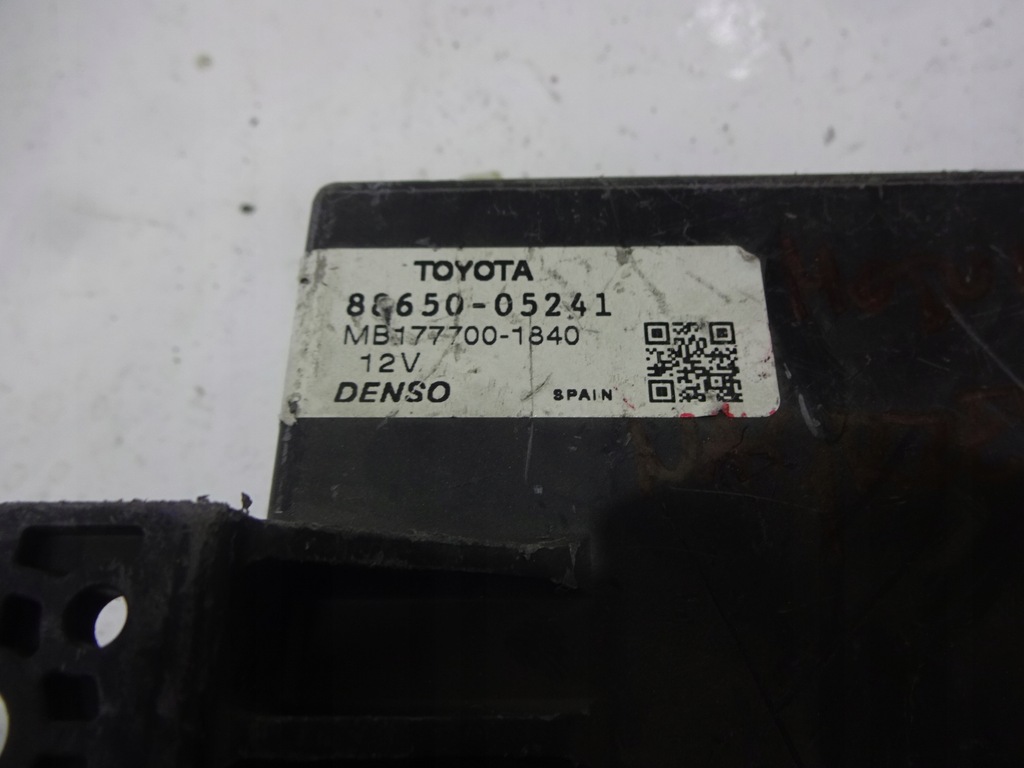 TOYOTA
88650-05241
MB177700-1840
12V
DENSO
SPAIN